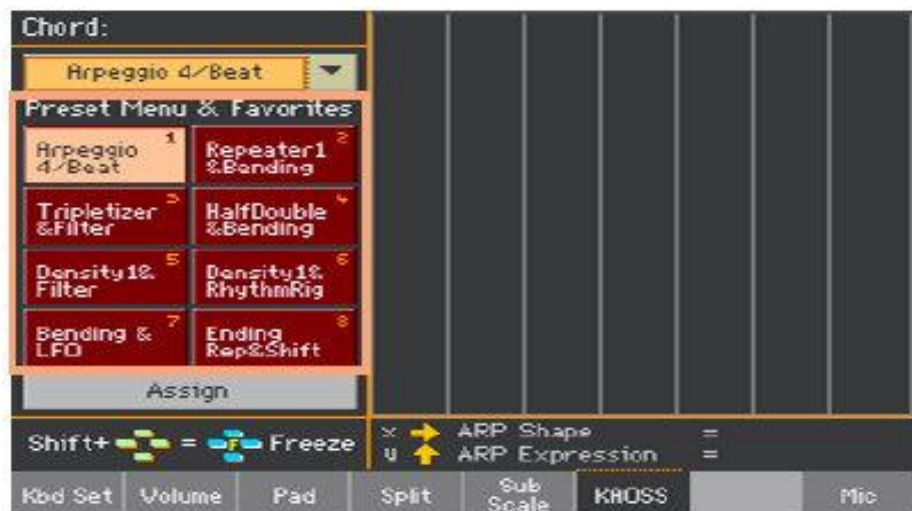 Chord:
Arpeggio 4/Beat
Preset Menu & Favorites
Arpeggio 1
4/Beat
Repeater1 2
&Bending
Tripletizer 3
&Filter
HalfDouble 4
&Bending
Density1& 5
Filter
Density1& 6
RhythmRig
Bending & 7
LFO
Ending 8
Rep&Shift
Assign
Shift+ = F Freeze
x ARP Shape =
y ARP Expression =
Kbd Set Volume Pad Split Sub Scale KAOSS Mic